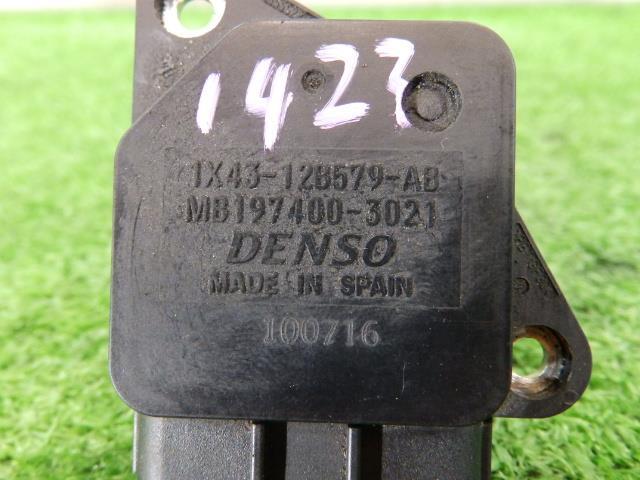 1423
1X43-12B579-AB
MB197400-3021
DENSO
MADE IN SPAIN
100716